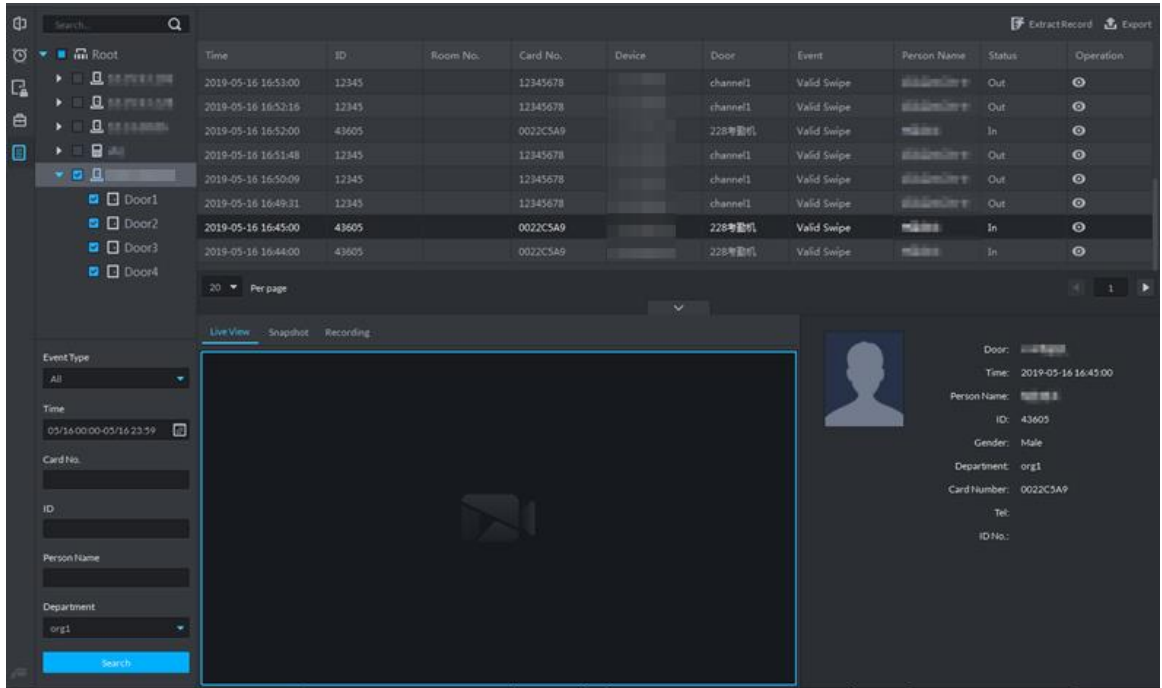 Search...
Extract Record Export
Root
Time ID Room No. Card No. Device Door Event Person Name Status Operation
2019-05-16 16:53:00 12345 12345678 channel1 Valid Swipe Out
2019-05-16 16:52:16 12345 12345678 channel1 Valid Swipe Out
2019-05-16 16:52:00 43605 0022C5A9 228考勤机 Valid Swipe In
2019-05-16 16:51:48 12345 12345678 channel1 Valid Swipe Out
2019-05-16 16:50:09 12345 12345678 channel1 Valid Swipe Out
Door1
2019-05-16 16:49:31 12345 12345678 channel1 Valid Swipe Out
Door2
2019-05-16 16:45:00 43605 0022C5A9 228考勤机 Valid Swipe In
Door3
2019-05-16 16:44:00 43605 0022C5A9 228考勤机 Valid Swipe In
Door4
20 Per page 1
Live View Snapshot Recording
Event Type
All
Time
05/16 00:00-05/16 23:59
Card No.
ID
Person Name
Department
org1
Search
Door:
Time: 2019-05-16 16:45:00
Person Name:
ID: 43605
Gender: Male
Department: org1
Card Number: 0022C5A9
Tel:
ID No.: